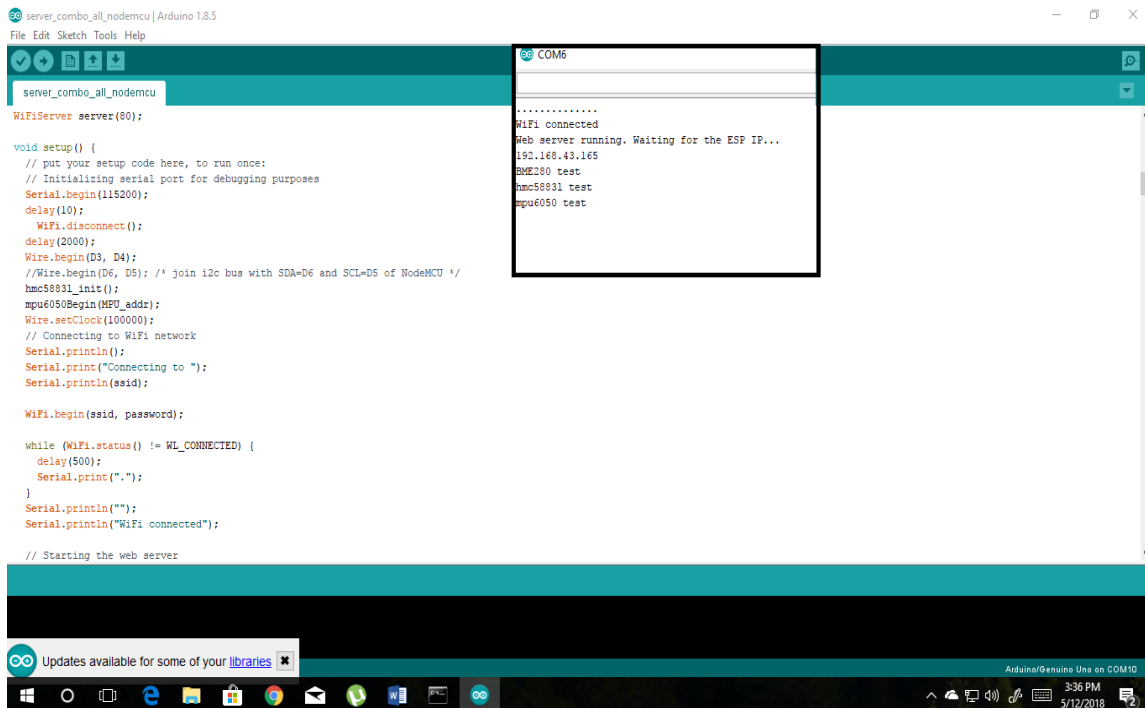 server_combo_all_nodemcu | Arduino 1.8.5
File Edit Sketch Tools Help
server_combo_all_nodemcu
WiFiServer server(80);
void setup() {
// put your setup code here, to run once:
// Initializing serial port for debugging purposes
Serial.begin(115200);
delay(10);
WiFi.disconnect();
delay(2000);
Wire.begin(D3, D4);
//Wire.begin(D6, D5); /* join i2c bus with SDA=D6 and SCL=D5 of NodeMCU */
hmc5883l_init();
mpu6050Begin(MPU_addr);
Wire.setClock(100000);
// Connecting to WiFi network
Serial.println();
Serial.print("Connecting to ");
Serial.println(ssid);
WiFi.begin(ssid, password);
while (WiFi.status() != WL_CONNECTED) {
delay(500);
Serial.print(".");
}
Serial.println("");
Serial.println("WiFi connected");
// Starting the web server
COM6
..............
WiFi connected
Web server running. Waiting for the ESP IP...
192.168.43.165
BME280 test
hmc5883l test
mpu6050 test
Updates available for some of your libraries
Arduino/Genuino Uno on COM10
3:36 PM
5/12/2018
2